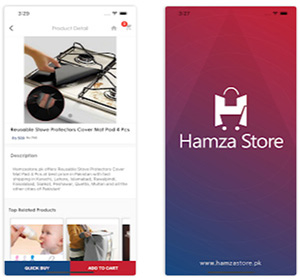 3:29
Product Detail
Reusable Stove Protectors Cover Mat Pad 4 Pcs
Description
Hamzastore.pk offers Reusable Stove Protectors Cover
Mat Pad 4 Pcs at best price in Pakistan with fast
shipping in Karachi, Lahore, Islamabad, Rawalpindi,
Faisalabad, Sialkot, Peshawar, Quetta, Multan and all the
other cities of Pakistan
Top Related Products
QUICK BUY
ADD TO CART
3:27
Hamza Store
www.hamzastore.pk